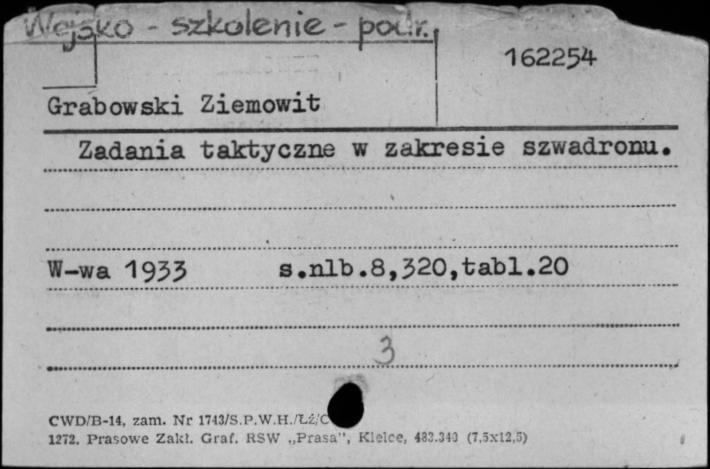 Wojsko - szkolenie - podr.
162254
Grabowski Ziemowit
Zadania taktyczne w zakresie szwadronu.
W-wa 1933 s.nlb.8,320,tabl.20
3
CWD/B-14, zam. Nr 1743/S.P.W.H./Łź/C
1272. Prasowe Zakł. Graf. RSW „Prasa”, Kielce, 483.340 (7,5x12,5)